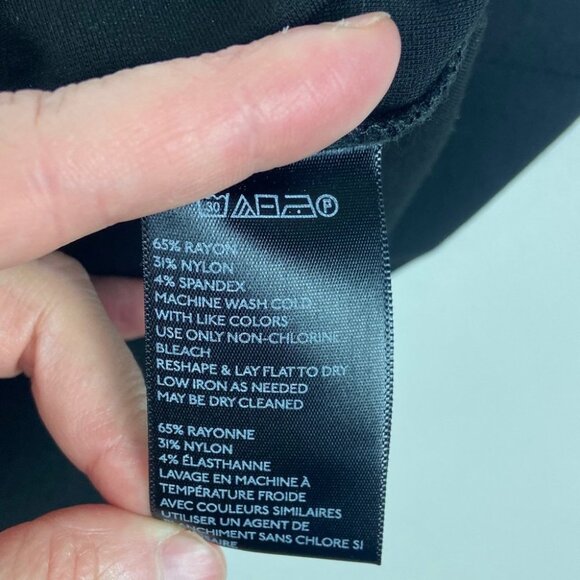 30 P
65% RAYON
31% NYLON
4% SPANDEX
MACHINE WASH COLD,
WITH LIKE COLORS
USE ONLY NON-CHLORINE
BLEACH
RESHAPE & LAY FLAT TO DRY
LOW IRON AS NEEDED
MAY BE DRY CLEANED
65% RAYONNE
31% NYLON
4% ÉLASTHANNE
LAVAGE EN MACHINE À
TEMPÉRATURE FROIDE
AVEC COULEURS SIMILAIRES
UTILISER UN AGENT DE
SANS CHLORE SI